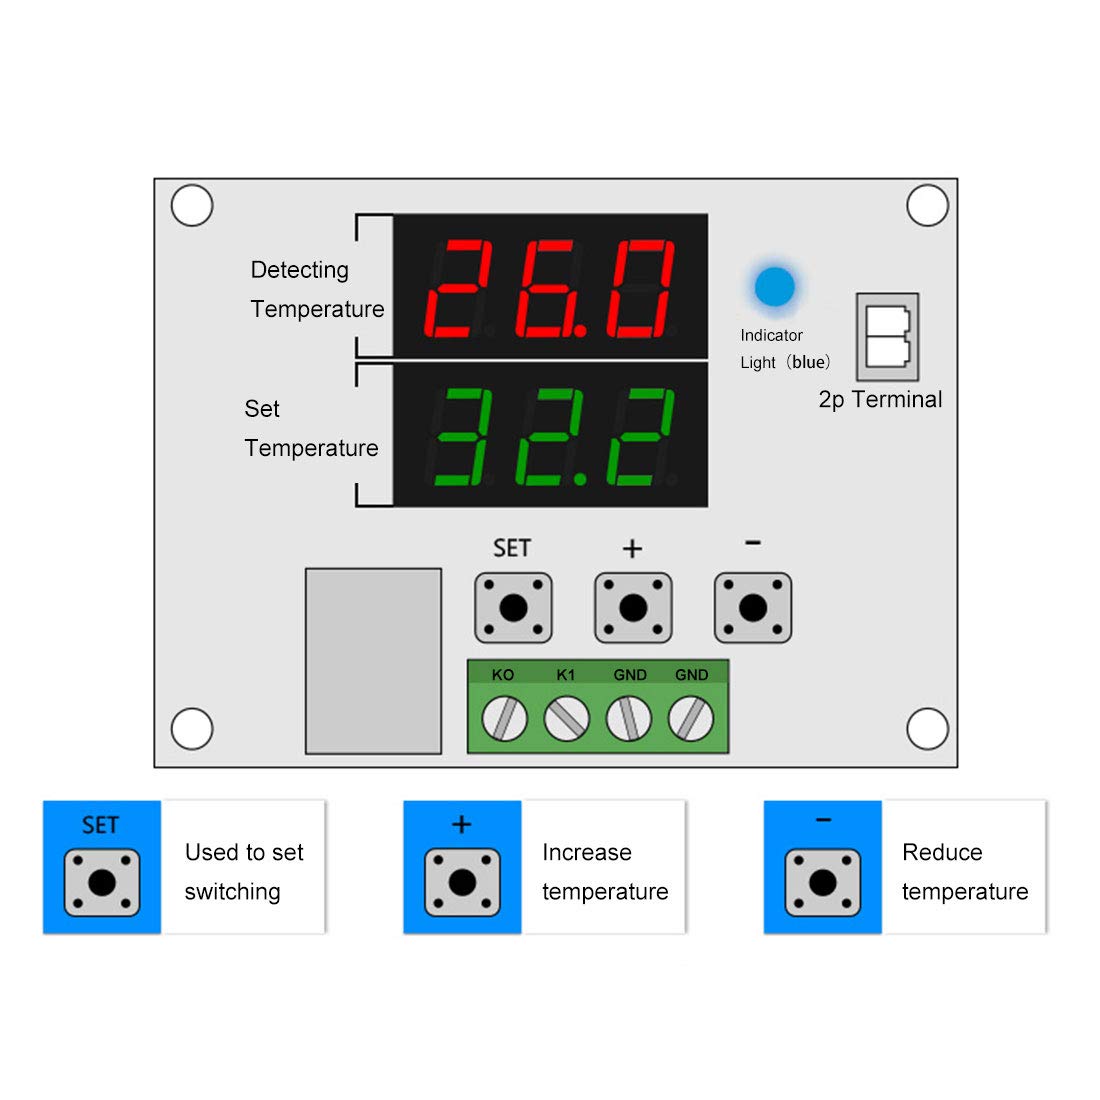 Detecting
Temperature
26.0
Indicator
Light（blue）
2p Terminal
Set
Temperature
32.2
SET + -
KO K1 GND GND
SET
Used to set
switching
+
Increase
temperature
-
Reduce
temperature